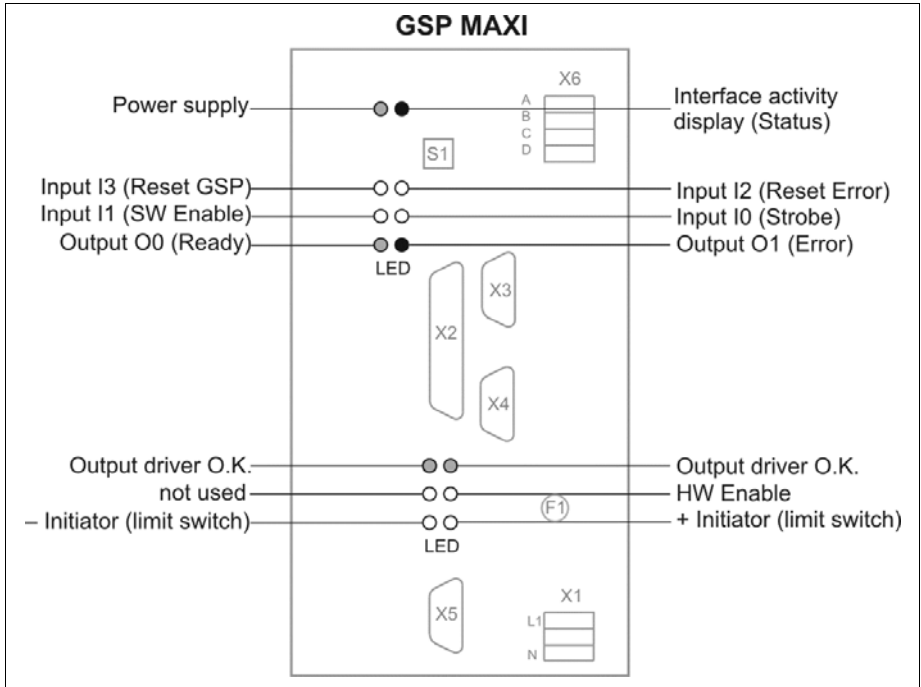 GSP MAXI
X6
Power supply
A
B
C
D
Interface activity
display (Status)
S1
Input I3 (Reset GSP)
Input I2 (Reset Error)
Input I1 (SW Enable)
Input I0 (Strobe)
Output O0 (Ready)
Output O1 (Error)
LED
X3
X2
X4
Output driver O.K.
Output driver O.K.
not used
HW Enable
F1
– Initiator (limit switch)
+ Initiator (limit switch)
LED
X5
X1
L1
N